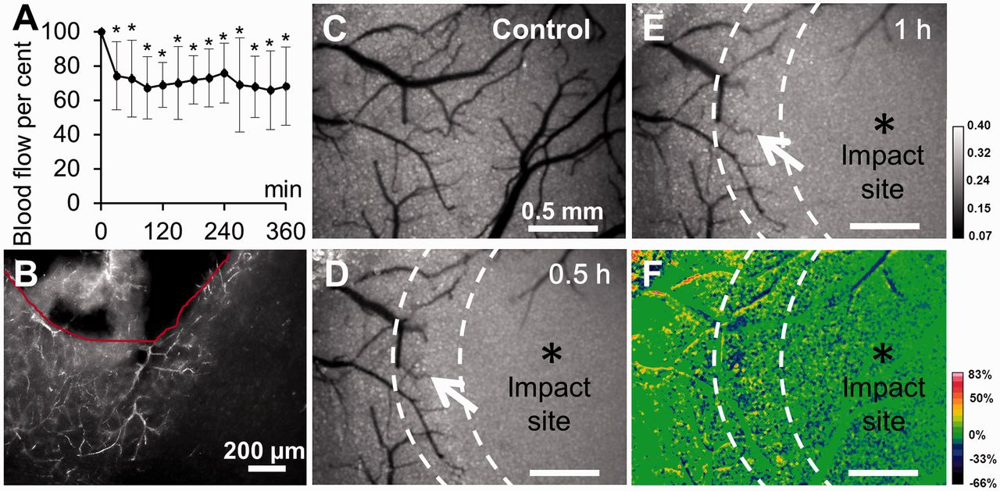 A
Blood flow per cent
100
80
60
40
20
0
* * * * * * * * * * * *
min
0 120 240 360
B
200 µm
C
Control
0.5 mm
D
0.5 h
*
Impact
site
E
1 h
*
Impact
site
0.40
0.32
0.24
0.15
0.07
F
*
Impact
site
83%
50%
0%
-33%
-66%